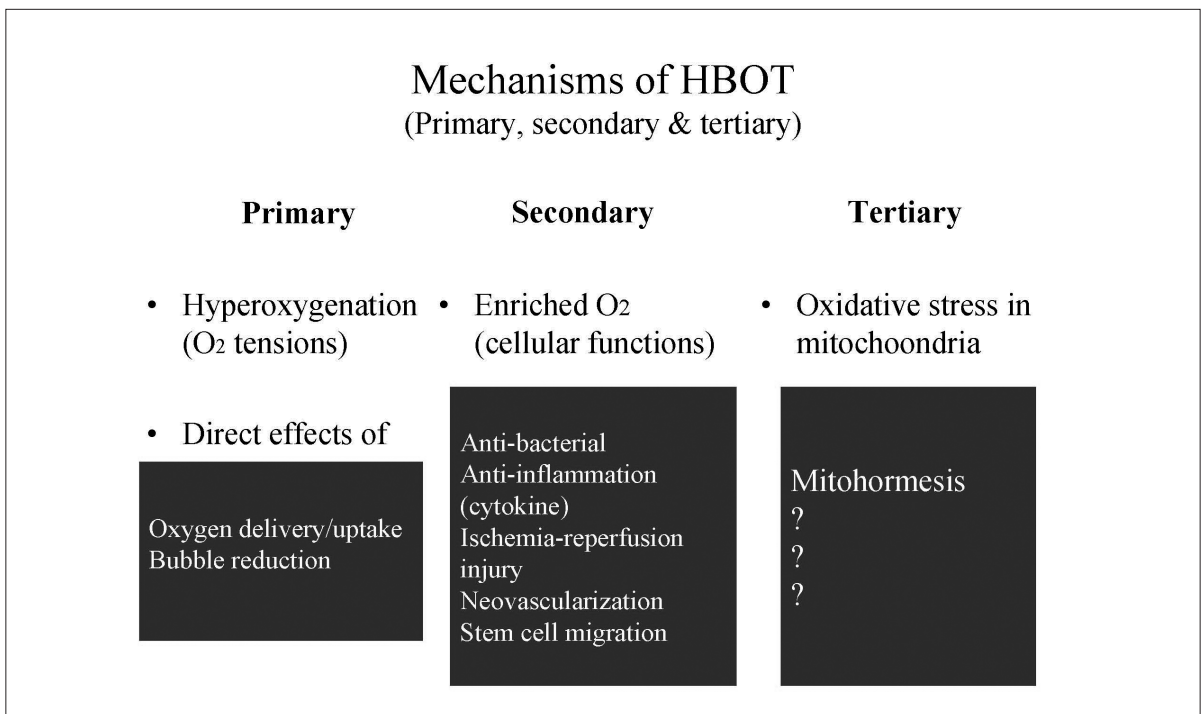 Mechanisms of HBOT
(Primary, secondary & tertiary)
Primary
• Hyperoxygenation
(O2 tensions)
• Direct effects of
Oxygen delivery/uptake
Bubble reduction
Secondary
• Enriched O2
(cellular functions)
Anti-bacterial
Anti-inflammation
(cytokine)
Ischemia-reperfusion
injury
Neovascularization
Stem cell migration
Tertiary
• Oxidative stress in
mitochoondria
Mitohormesis
?
?
?